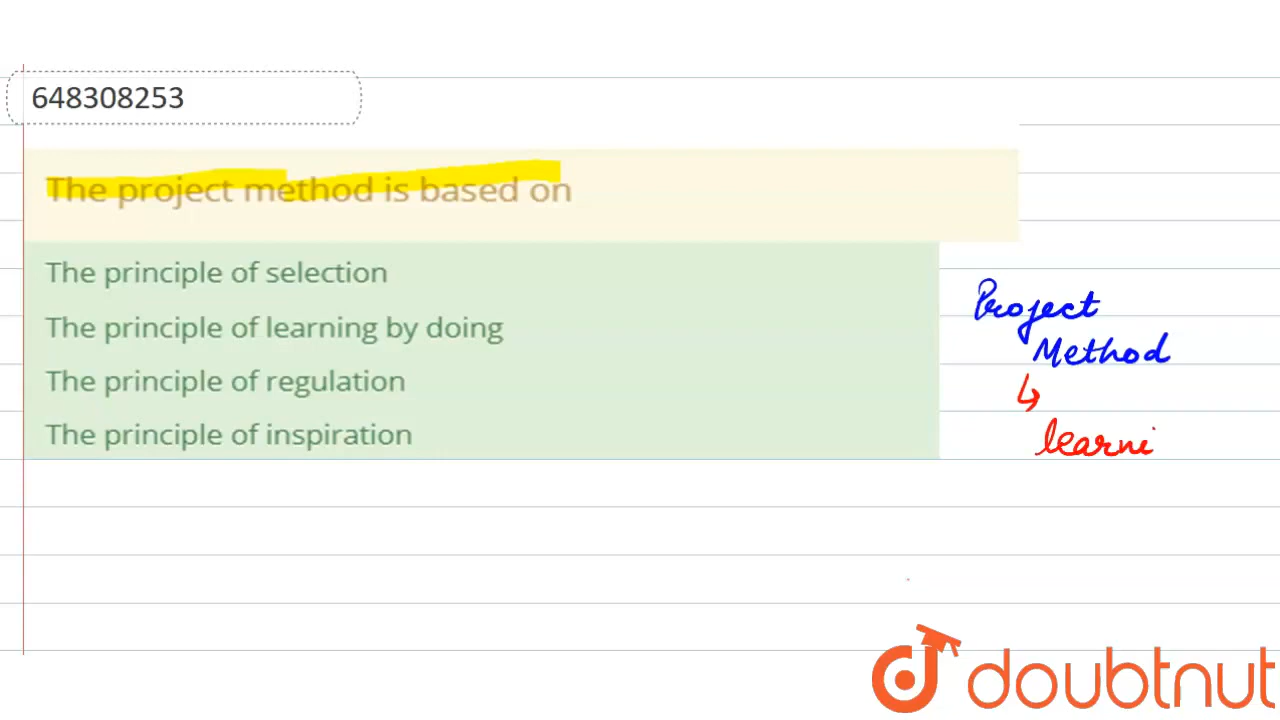 648308253
The project method is based on
The principle of selection
The principle of learning by doing
The principle of regulation
The principle of inspiration
Project
Method
learni
doubtnut